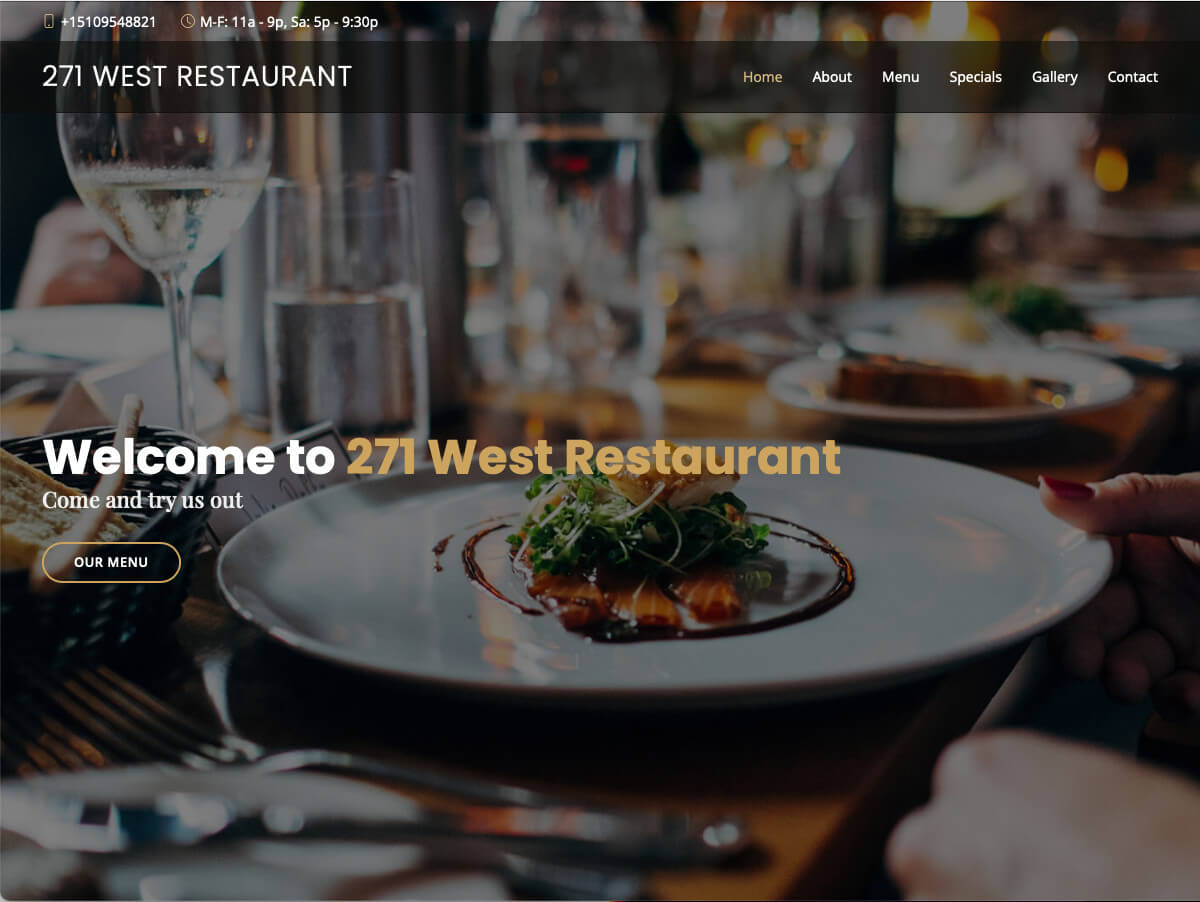 +15109548821 M-F: 11a - 9p, Sa: 5p - 9:30p
271 WEST RESTAURANT
Home About Menu Specials Gallery Contact
Welcome to 271 West Restaurant
Come and try us out
OUR MENU